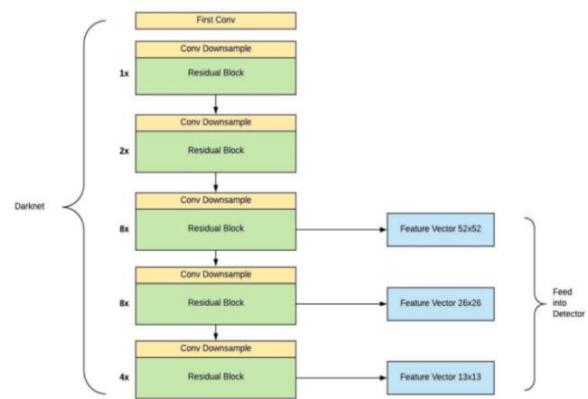 First Conv
Conv Downsample
1x
Residual Block
Conv Downsample
2x
Residual Block
Conv Downsample
Darknet
8x
Residual Block
Feature Vector 52x52
Conv Downsample
8x
Residual Block
Feature Vector 26x26
Feed
into
Detector
Conv Downsample
4x
Residual Block
Feature Vector 13x13